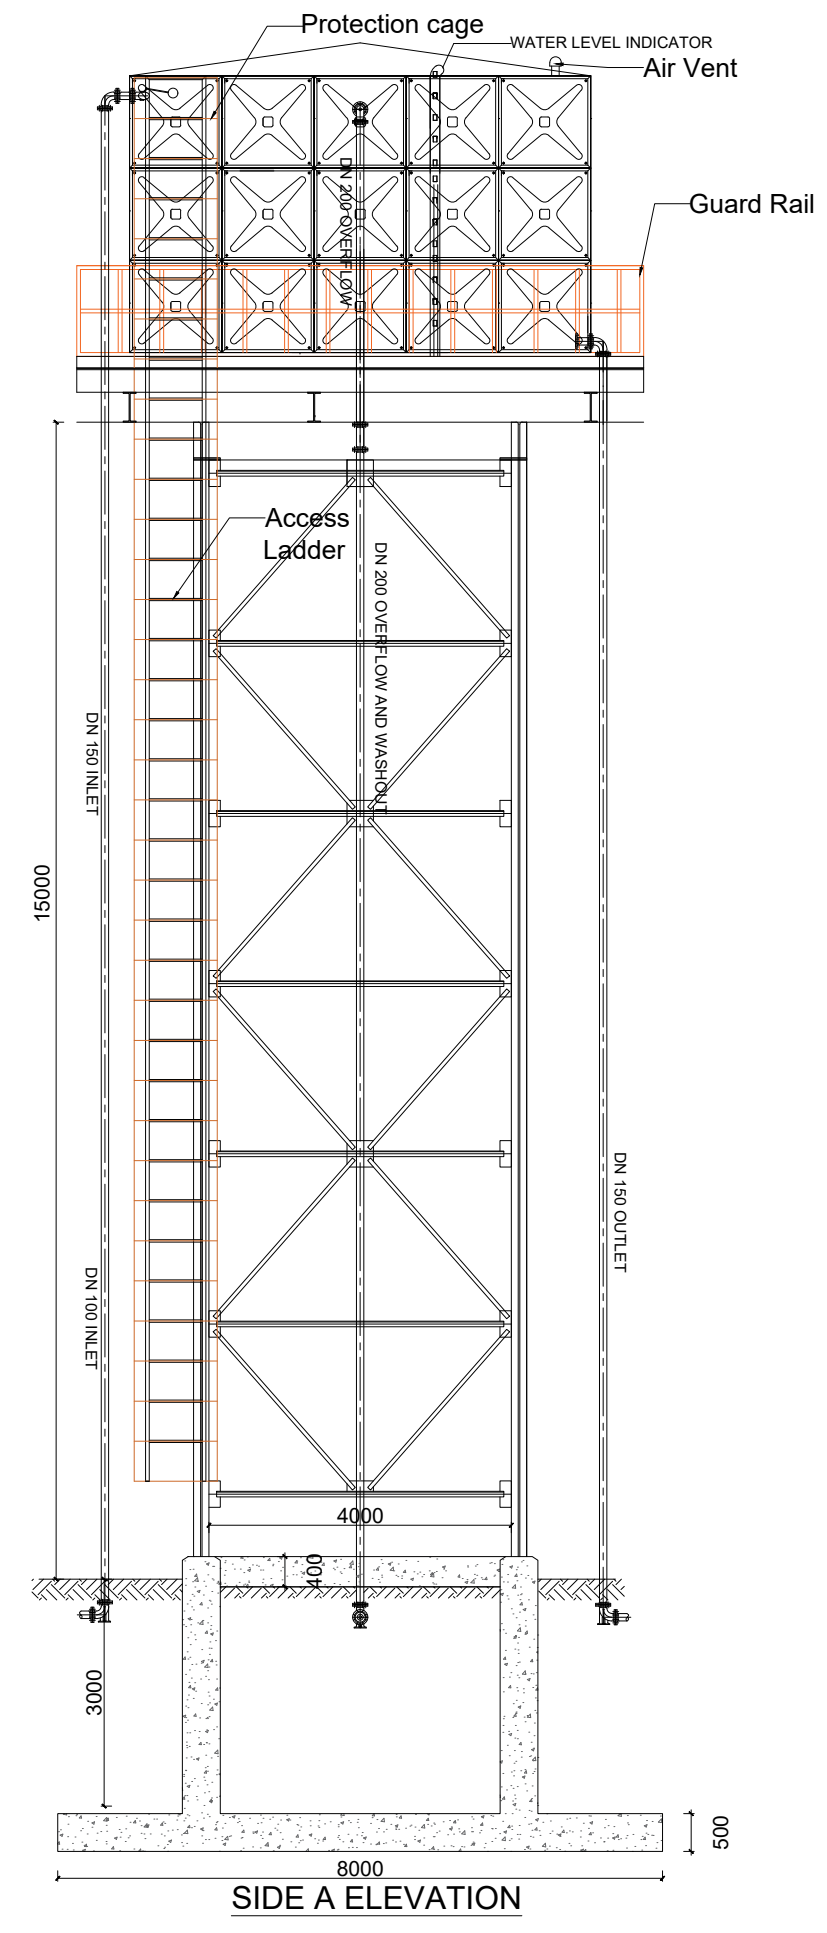 Protection cage
WATER LEVEL INDICATOR
Air Vent
DN 200 OVERFLOW
Guard Rail
Access
Ladder
DN 200 OVERFLOW AND WASHOUT
DN 150 INLET
15000
DN 150 OUTLET
DN 100 INLET
4000
400
3000
500
8000
SIDE A ELEVATION